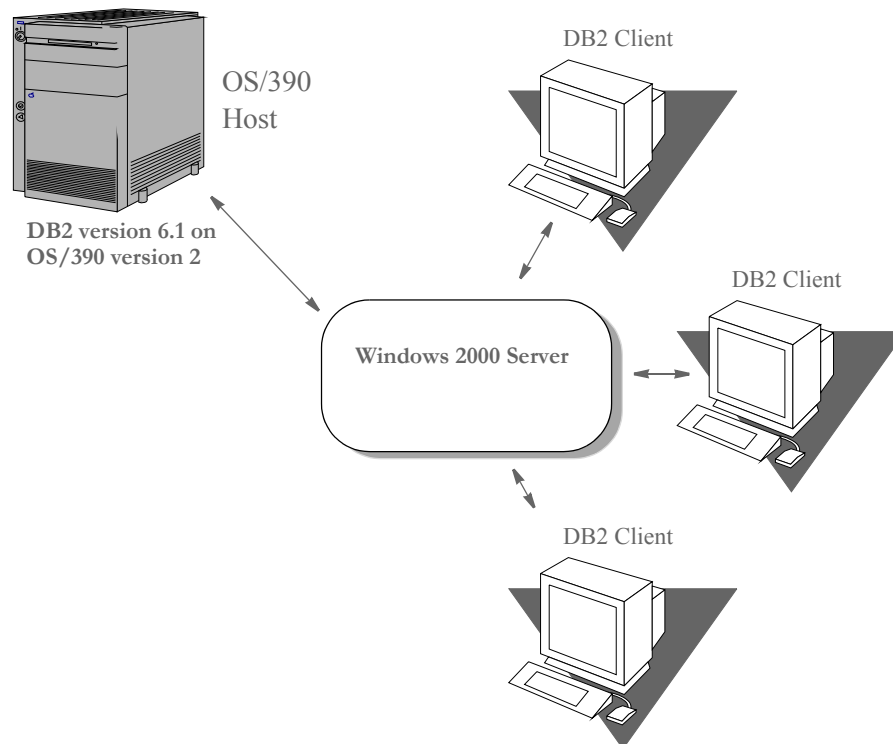 DB2 Client
OS/390
Host
DB2 version 6.1 on
OS/390 version 2
DB2 Client
Windows 2000 Server
DB2 Client